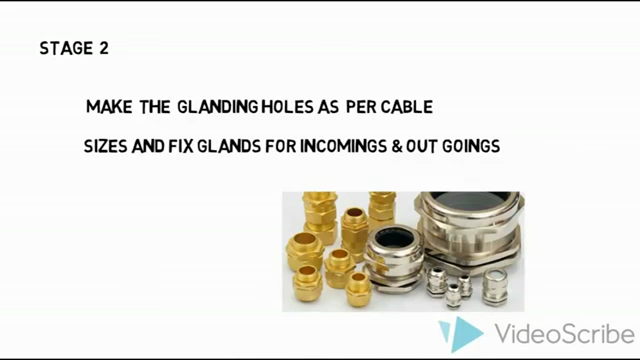 STAGE 2
MAKE THE GLANDING HOLES AS PER CABLE
SIZES AND FIX GLANDS FOR INCOMINGS & OUT GOINGS
VideoScribe